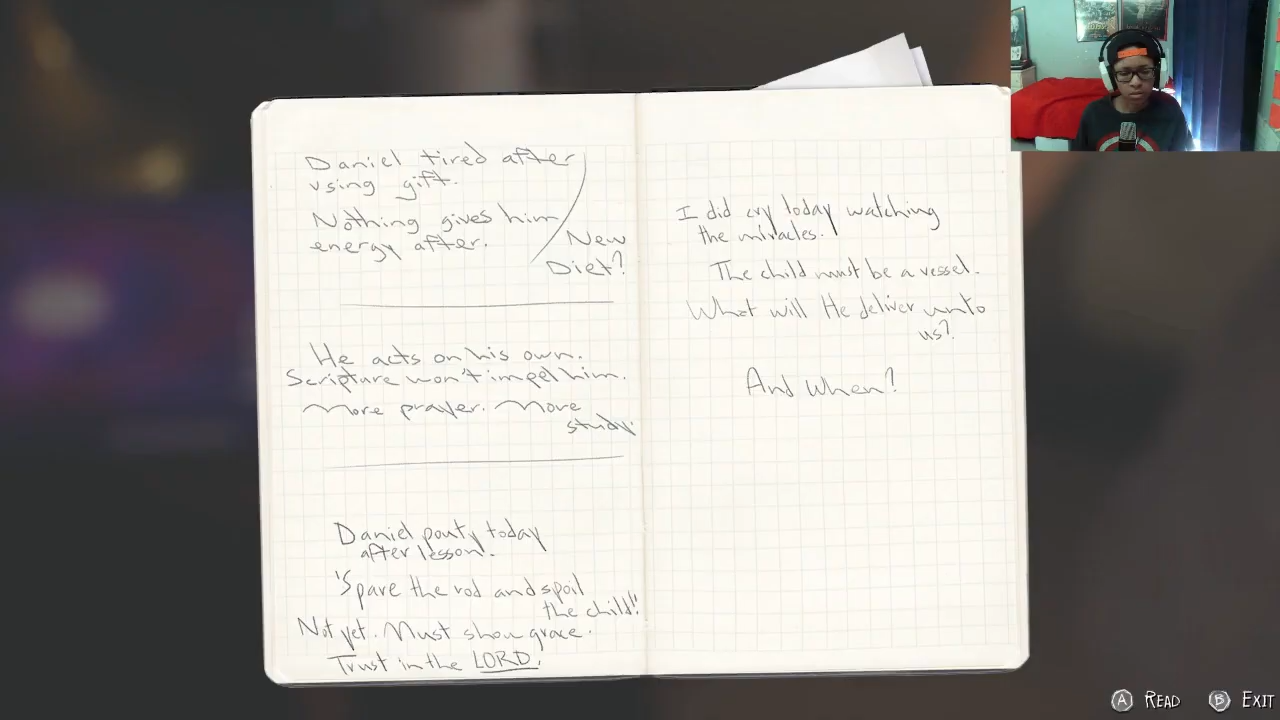 Daniel tired after
using gift.
Nothing gives him
energy after.
New
Diet?
He acts on his own.
Scripture won't impel him.
More prayer. More
study.
Daniel pouty today
after lesson.
'Spare the rod and spoil
the child!'
Not yet. Must show grace.
Trust in the LORD.
I did cry today watching
the miracles.
The child must be a vessel.
What will He deliver unto
us?
And When?
A READ B EXIT